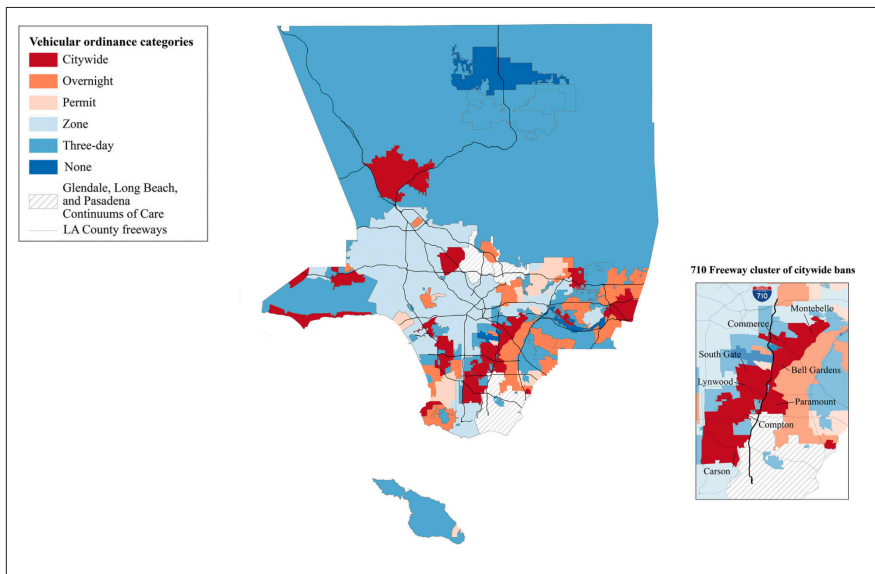 Vehicular ordinance categories
Citywide
Overnight
Permit
Zone
Three-day
None
Glendale, Long Beach,
and Pasadena
Continuums of Care
LA County freeways
710 Freeway cluster of citywide bans
710
Montebello
Commerce
South Gate
Bell Gardens
Lynwood
Paramount
Compton
Carson